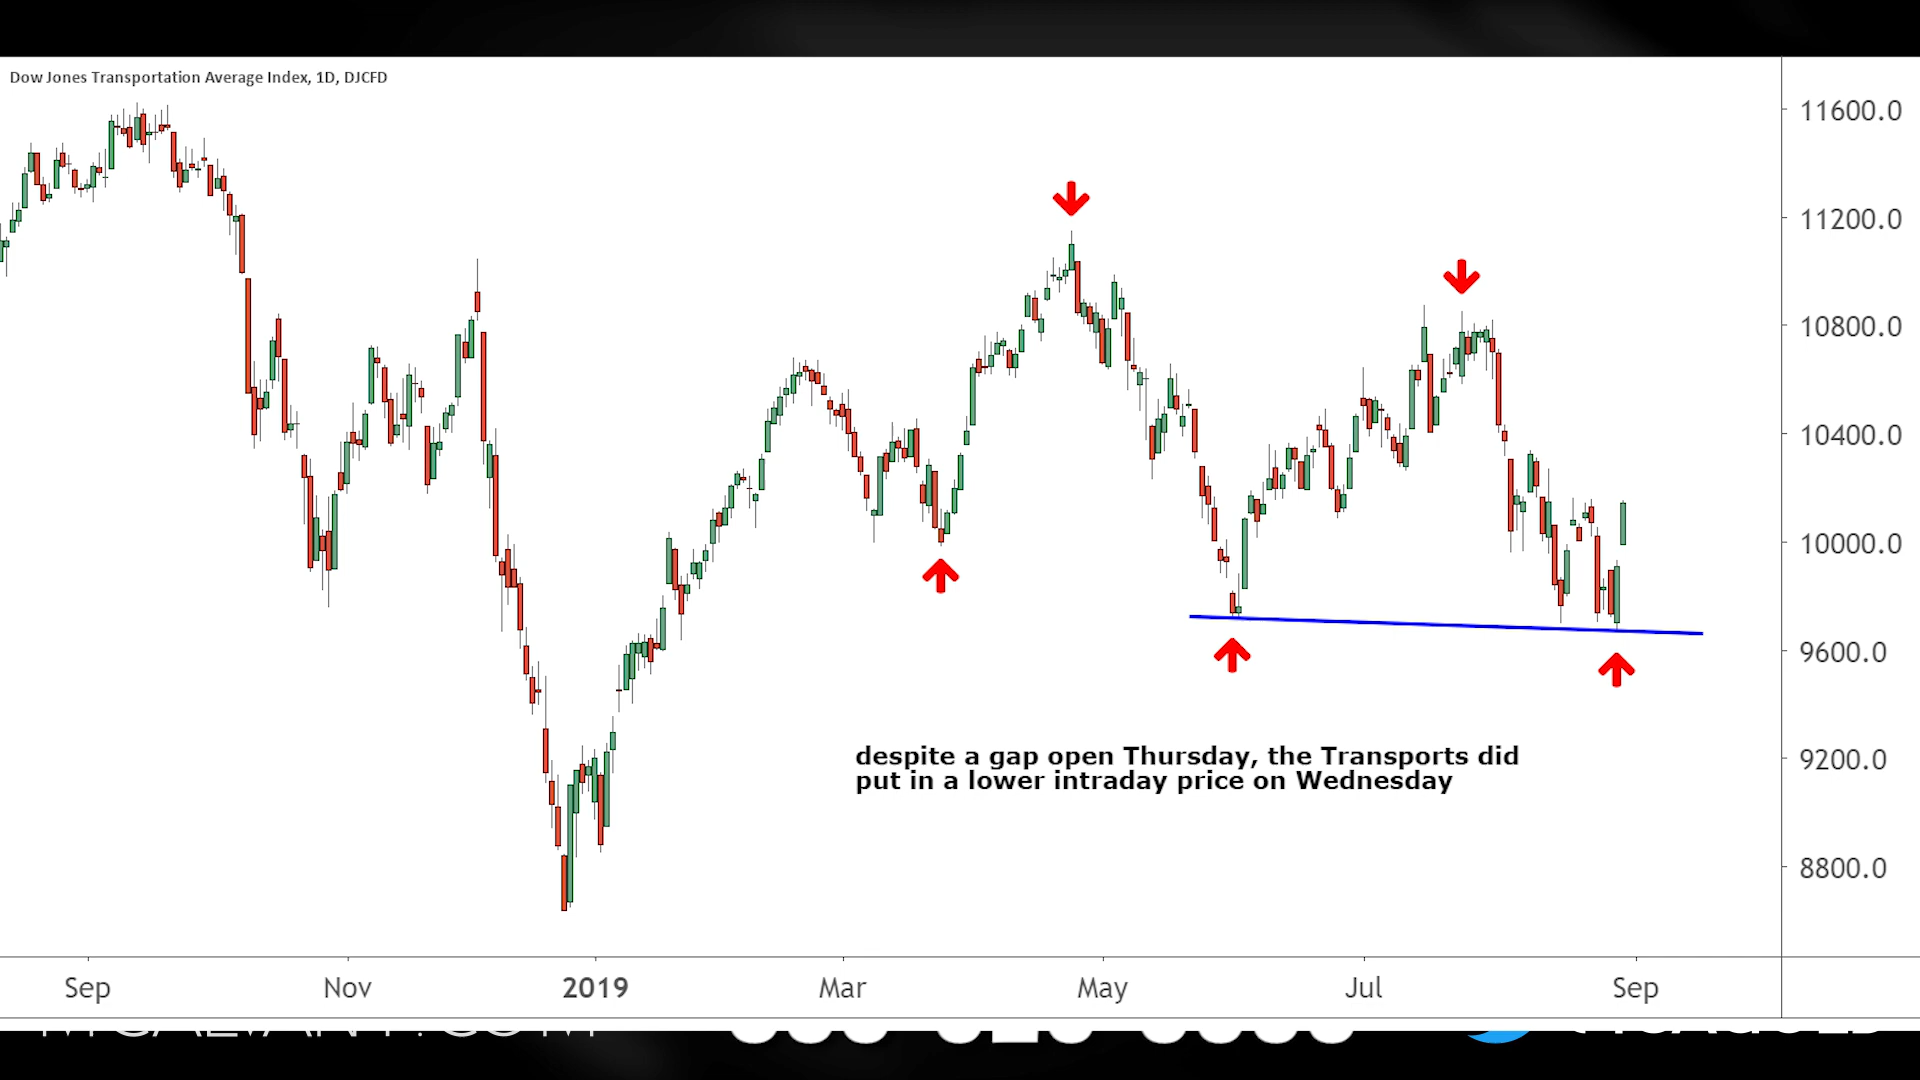 Dow Jones Transportation Average Index, 1D, DJCFD
11600.0
11200.0
10800.0
10400.0
10000.0
9600.0
9200.0
8800.0
despite a gap open Thursday, the Transports did
put in a lower intraday price on Wednesday
Sep
Nov
2019
Mar
May
Jul
Sep